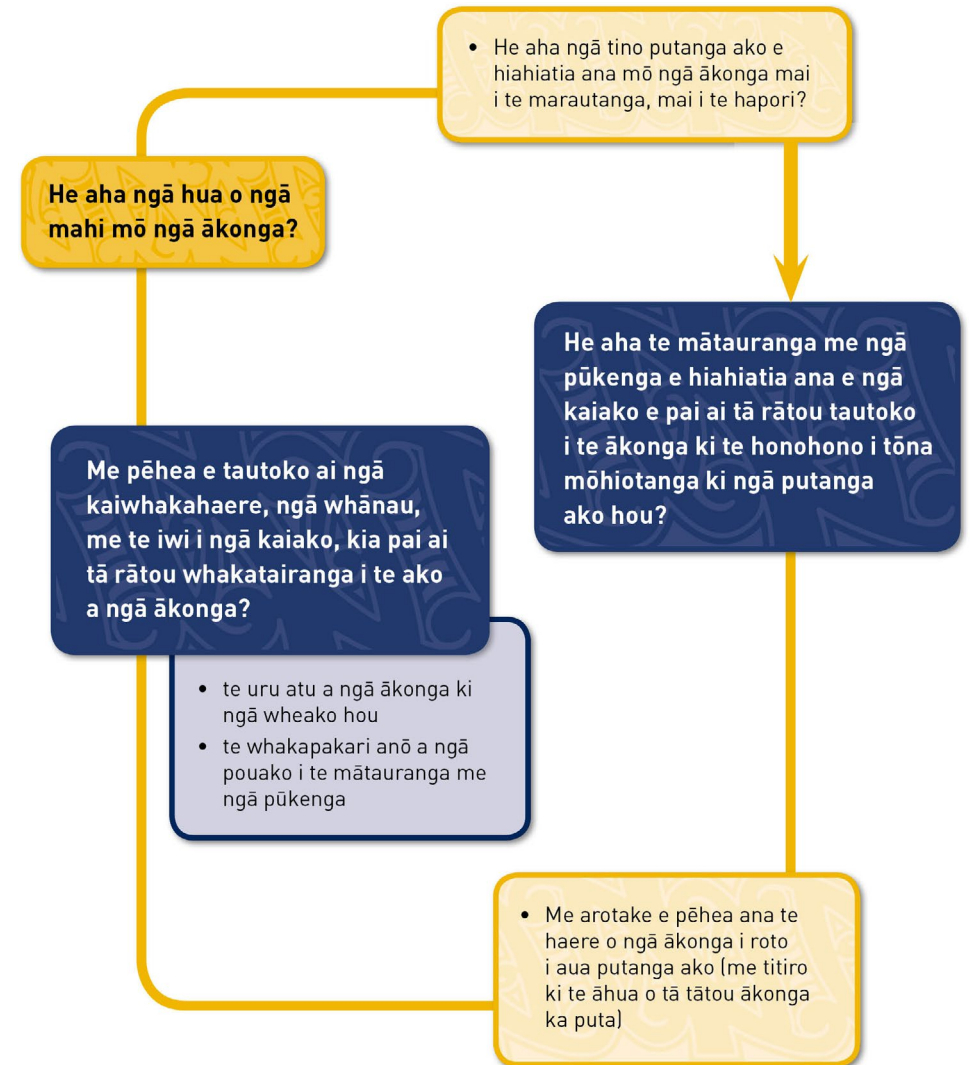 • He aha ngā tino putanga ako e
hiahiatia ana mō ngā ākonga mai
i te marautanga, mai i te hapori?
He aha ngā hua o ngā
mahi mō ngā ākonga?
He aha te mātauranga me ngā
pūkenga e hiahiatia ana e ngā
kaiako e pai ai tā rātou tautoko
i te ākonga ki te honohono i tōna
mōhiotanga ki ngā putanga
ako hou?
Me pēhea e tautoko ai ngā
kaiwhakahaere, ngā whānau,
me te iwi i ngā kaiako, kia pai ai
tā rātou whakatairanga i te ako
a ngā ākonga?
• te uru atu a ngā ākonga ki
ngā wheako hou
• te whakapakari anō a ngā
pouako i te mātauranga me
ngā pūkenga
• Me arotake e pēhea ana te
haere o ngā ākonga i roto
i aua putanga ako (me titiro
ki te āhua o tā tātou ākonga
ka puta)